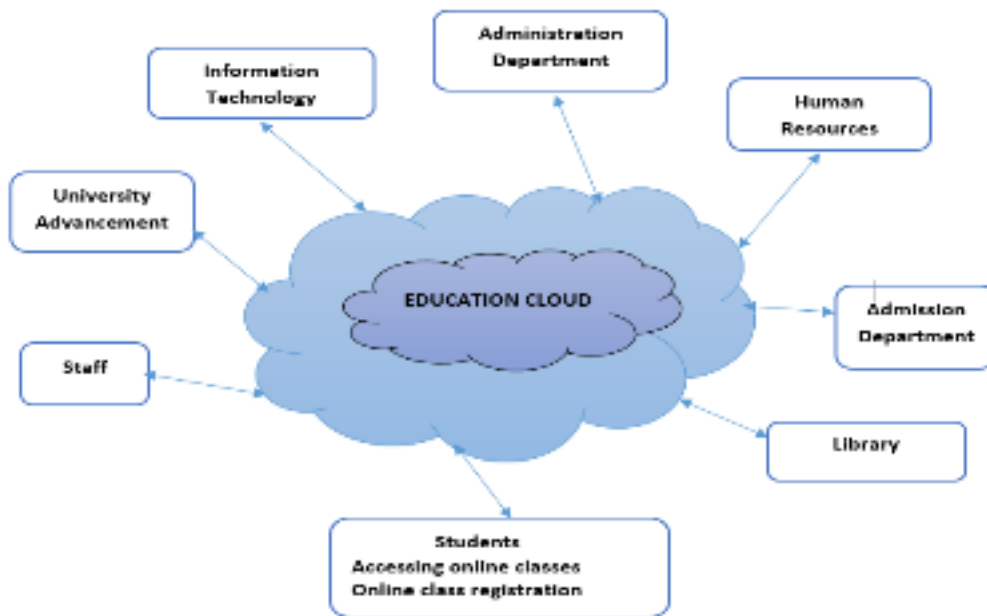 Administration
Department
Information
Technology
Human
Resources
University
Advancement
EDUCATION CLOUD
Admission
Department
Staff
Library
Students
Accessing online classes
Online class registration